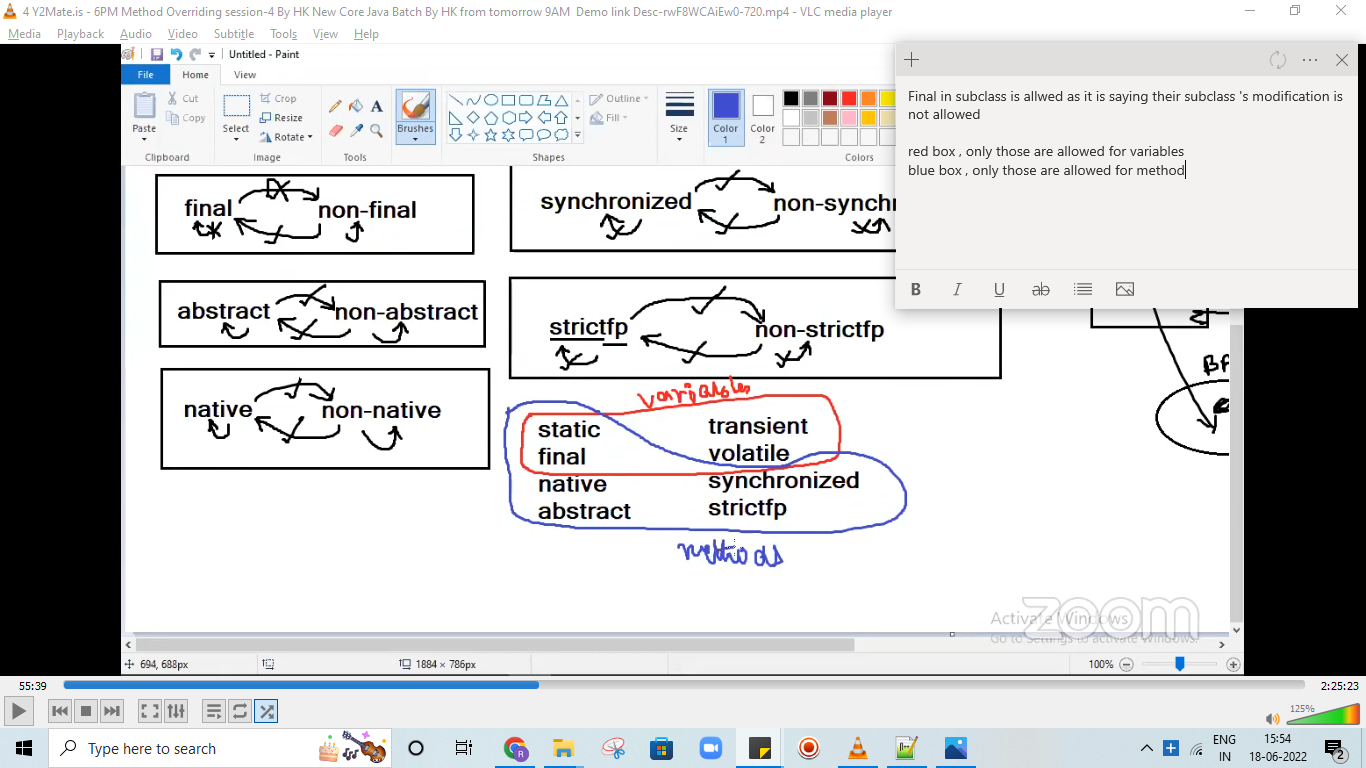 4 Y2Mate.is - 6PM Method Overriding session-4 By HK New Core Java Batch By HK from tomorrow 9AM  Demo link Desc-rwF8WCAiEw0-720.mp4 - VLC media player
Media Playback Audio Video Subtitle Tools View Help
Untitled - Paint
File Home View
Cut
Copy
Paste
Clipboard
Select
Crop
Resize
Rotate
Image
A
Tools
Brushes
Shapes
Outline
Fill
Size
Color 1
Color 2
Colors
Final in subclass is allwed as it is saying their subclass 's modification is
not allowed
red box , only those are allowed for variables
blue box , only those are allowed for method
B I U ab
final non-final
synchronized non-synchr
abstract non-abstract
strictfp non-strictfp
native non-native
variables
static transient
final volatile
native synchronized
abstract strictfp
methods
zoom
Activate Windows
Go to Settings to activate Windows.
694, 688px
1884 × 786px
100%
55:39
2:25:23
125%
Type here to search
ENG
IN
15:54
18-06-2022
2